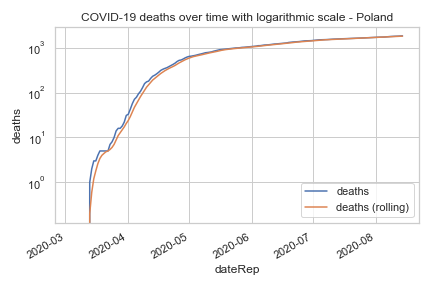 COVID-19 deaths over time with logarithmic scale - Poland
deaths
10³
10²
10¹
10⁰
2020-03
2020-04
2020-05
2020-06
2020-07
2020-08
dateRep
deaths
deaths (rolling)